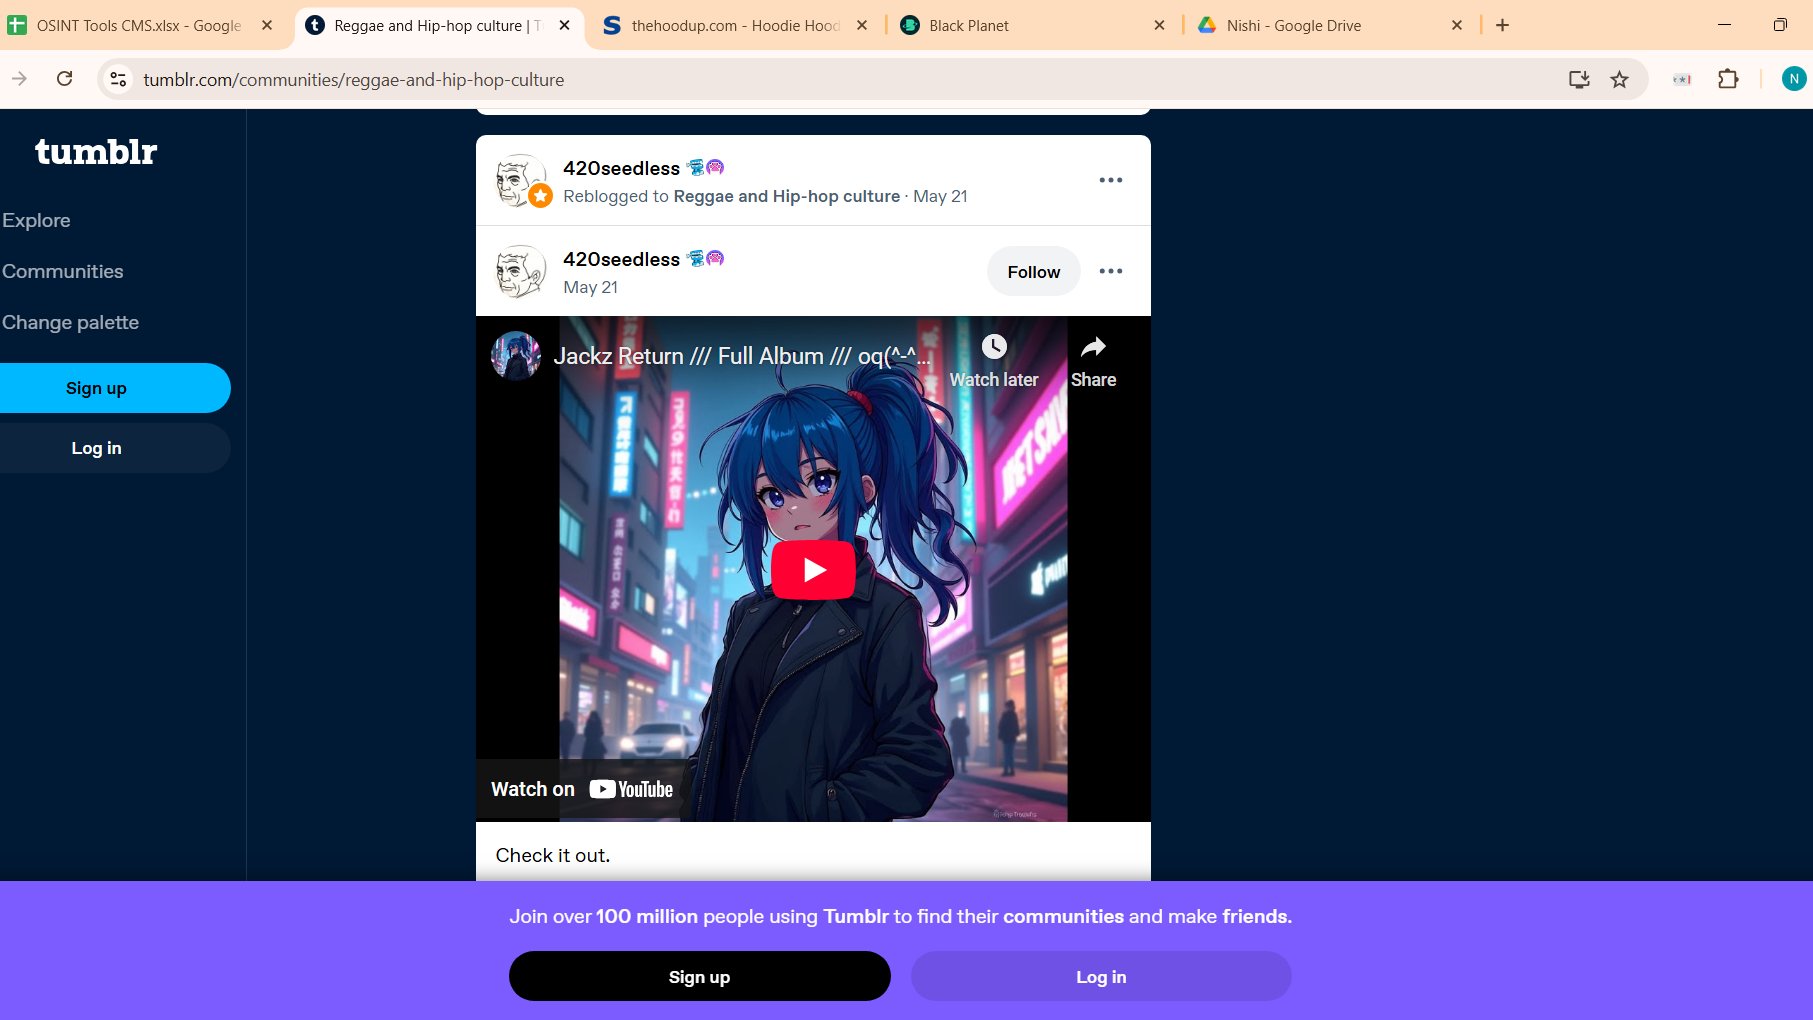 OSINT Tools CMS.xlsx - Google
Reggae and Hip-hop culture | T
thehoodup.com - Hoodie Hood
Black Planet
Nishi - Google Drive
tumblr.com/communities/reggae-and-hip-hop-culture
N
tumblr
Explore
Communities
Change palette
Sign up
Log in
420seedless
Reblogged to Reggae and Hip-hop culture · May 21
420seedless
May 21
Follow
Jackz Return /// Full Album /// oq(^-^...
Watch later
Share
Watch on YouTube
Check it out.
Join over 100 million people using Tumblr to find their communities and make friends.
Sign up
Log in